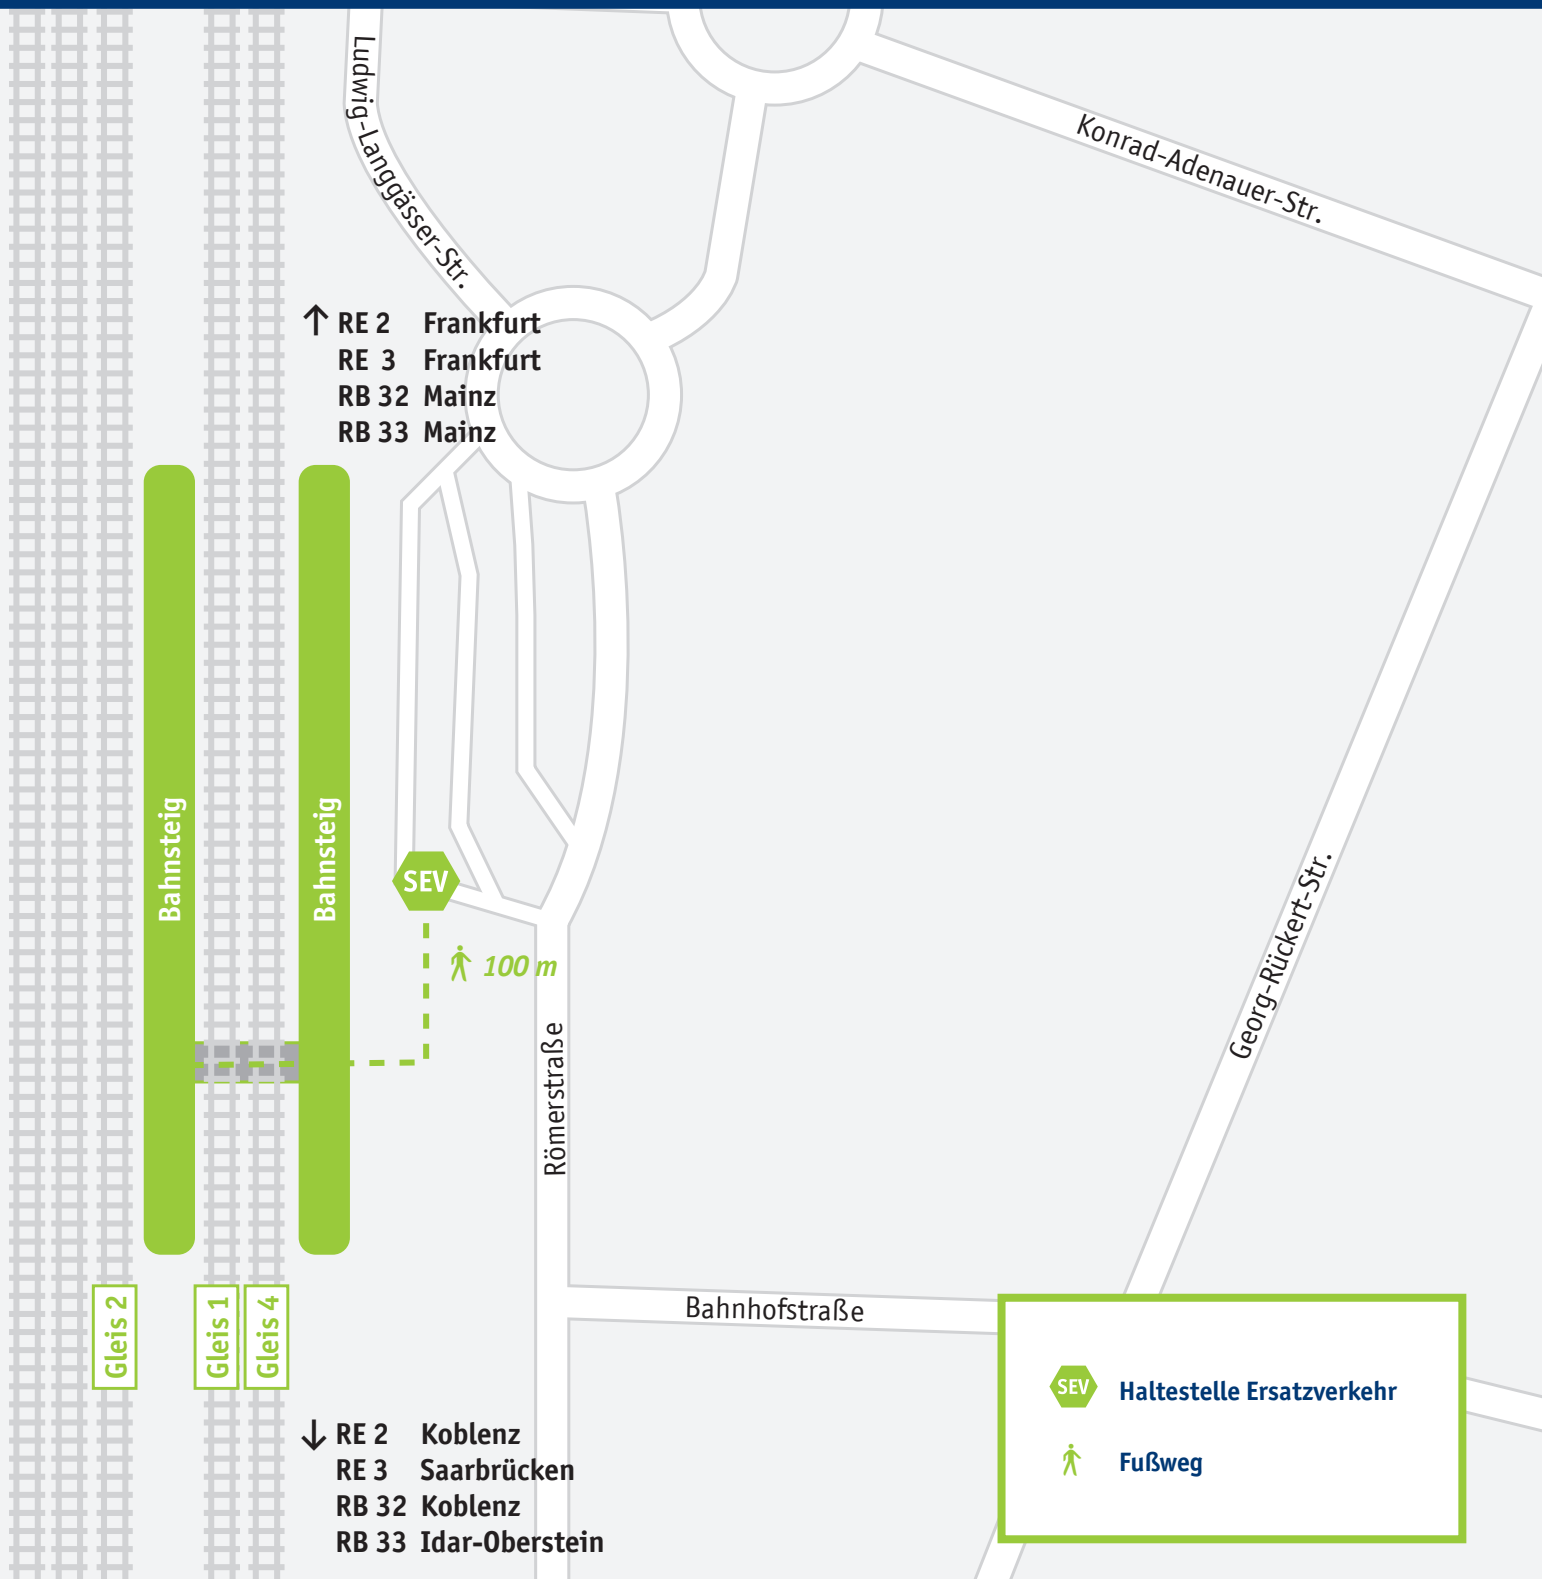 Ludwig-Langgässer-Str.
Konrad-Adenauer-Str.
↑ RE 2 Frankfurt
RE 3 Frankfurt
RB 32 Mainz
RB 33 Mainz
Bahnsteig
Bahnsteig
SEV
100 m
Römerstraße
Georg-Rückert-Str.
Gleis 2
Gleis 1
Gleis 4
Bahnhofstraße
↓ RE 2 Koblenz
RE 3 Saarbrücken
RB 32 Koblenz
RB 33 Idar-Oberstein
SEV Haltestelle Ersatzverkehr
Fußweg